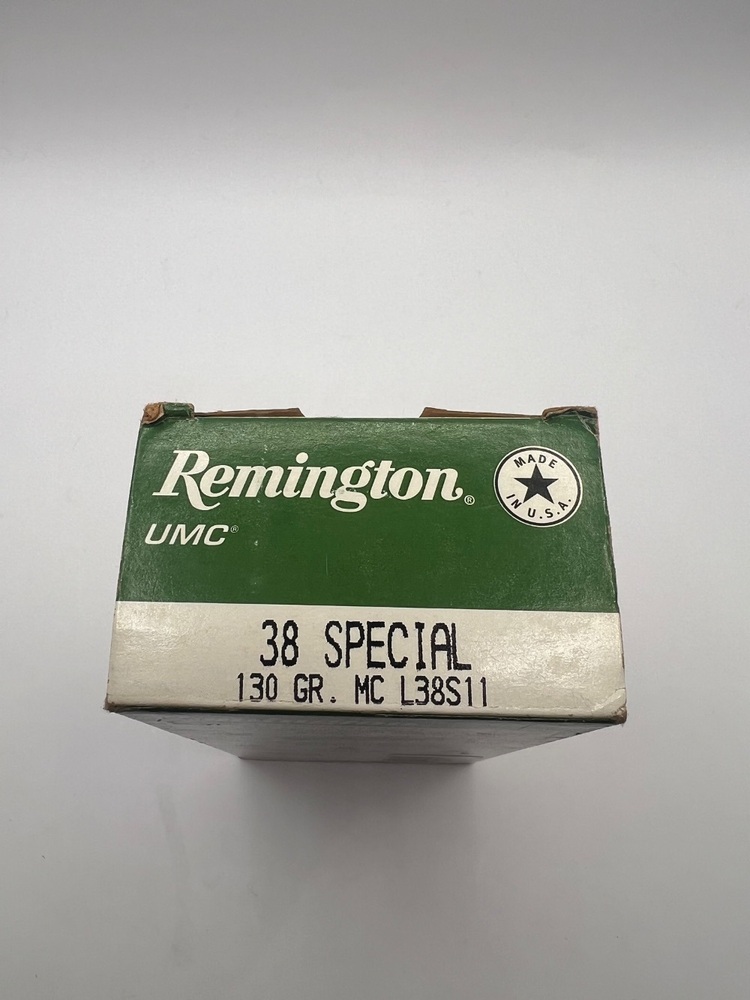 Remington®
UMC®
MADE
IN U.S.A.
38 SPECIAL
130 GR. MC L38S11